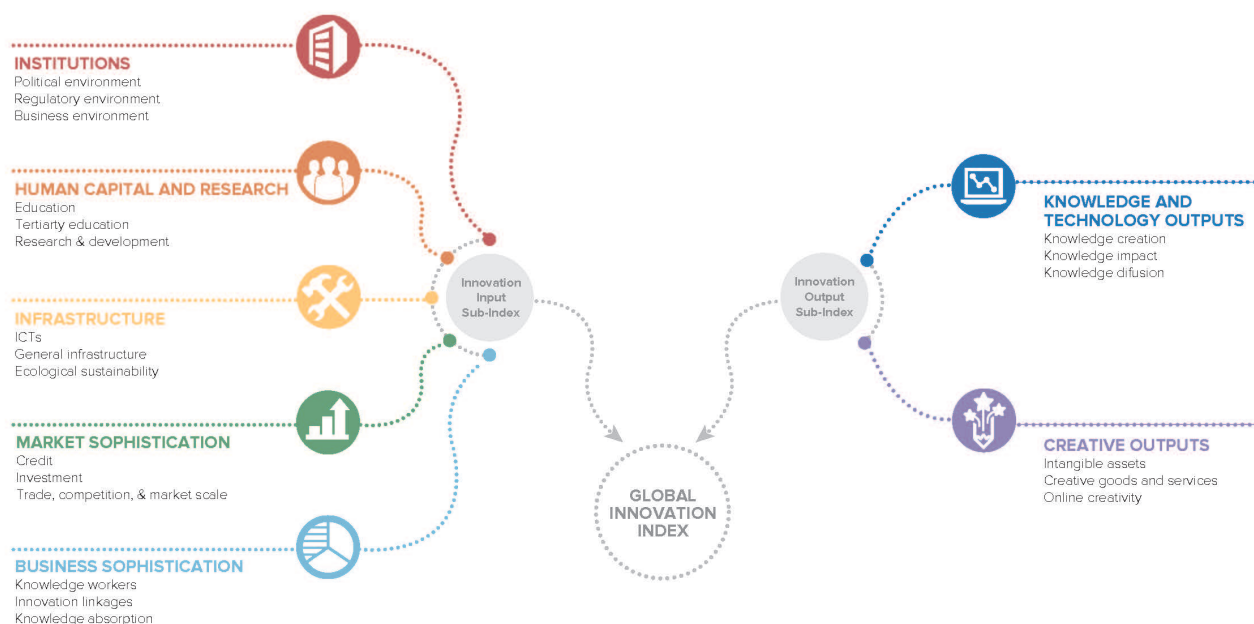 INSTITUTIONS
Political environment
Regulatory environment
Business environment
HUMAN CAPITAL AND RESEARCH
Education
Tertiarty education
Research & development
INFRASTRUCTURE
ICTs
General infrastructure
Ecological sustainability
MARKET SOPHISTICATION
Credit
Investment
Trade, competition, & market scale
BUSINESS SOPHISTICATION
Knowledge workers
Innovation linkages
Knowledge absorption
Innovation
Input
Sub-Index
GLOBAL
INNOVATION
INDEX
Innovation
Output
Sub-Index
KNOWLEDGE AND
TECHNOLOGY OUTPUTS
Knowledge creation
Knowledge impact
Knowledge difusion
CREATIVE OUTPUTS
Intangible assets
Creative goods and services
Online creativity